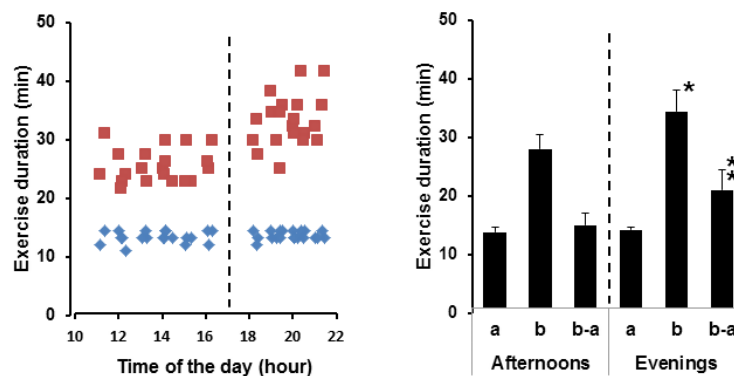 Exercise duration (min)
50
40
30
20
10
0
10 12 14 16 18 20 22
Time of the day (hour)
Exercise duration (min)
50
40
30
20
10
0
*
*
*
a b b-a a b b-a
Afternoons Evenings